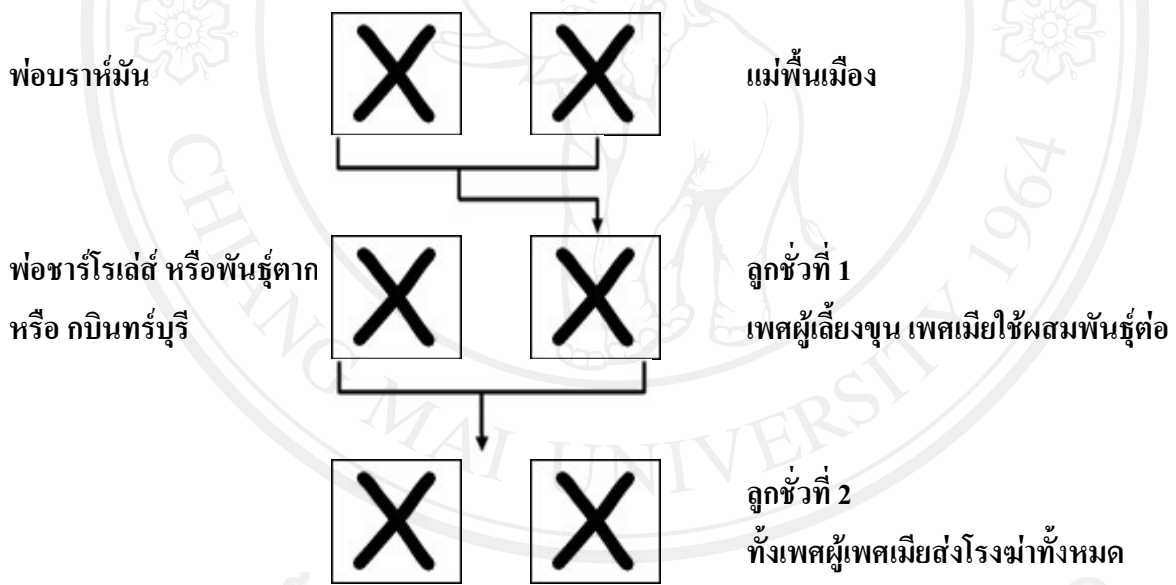 พ่อบราห์มัน
แม่พื้นเมือง
พ่อชาร์โรเล่ส์ หรือพันธุ์ตาก
หรือ กบินทร์บุรี
ลูกชั่วที่ 1
เพศผู้เลี้ยงขุน เพศเมียใช้ผสมพันธุ์ต่อ
ลูกชั่วที่ 2
ทั้งเพศผู้เพศเมียส่งโรงฆ่าทั้งหมด
CHIANG MAI UNIVERSITY 1964